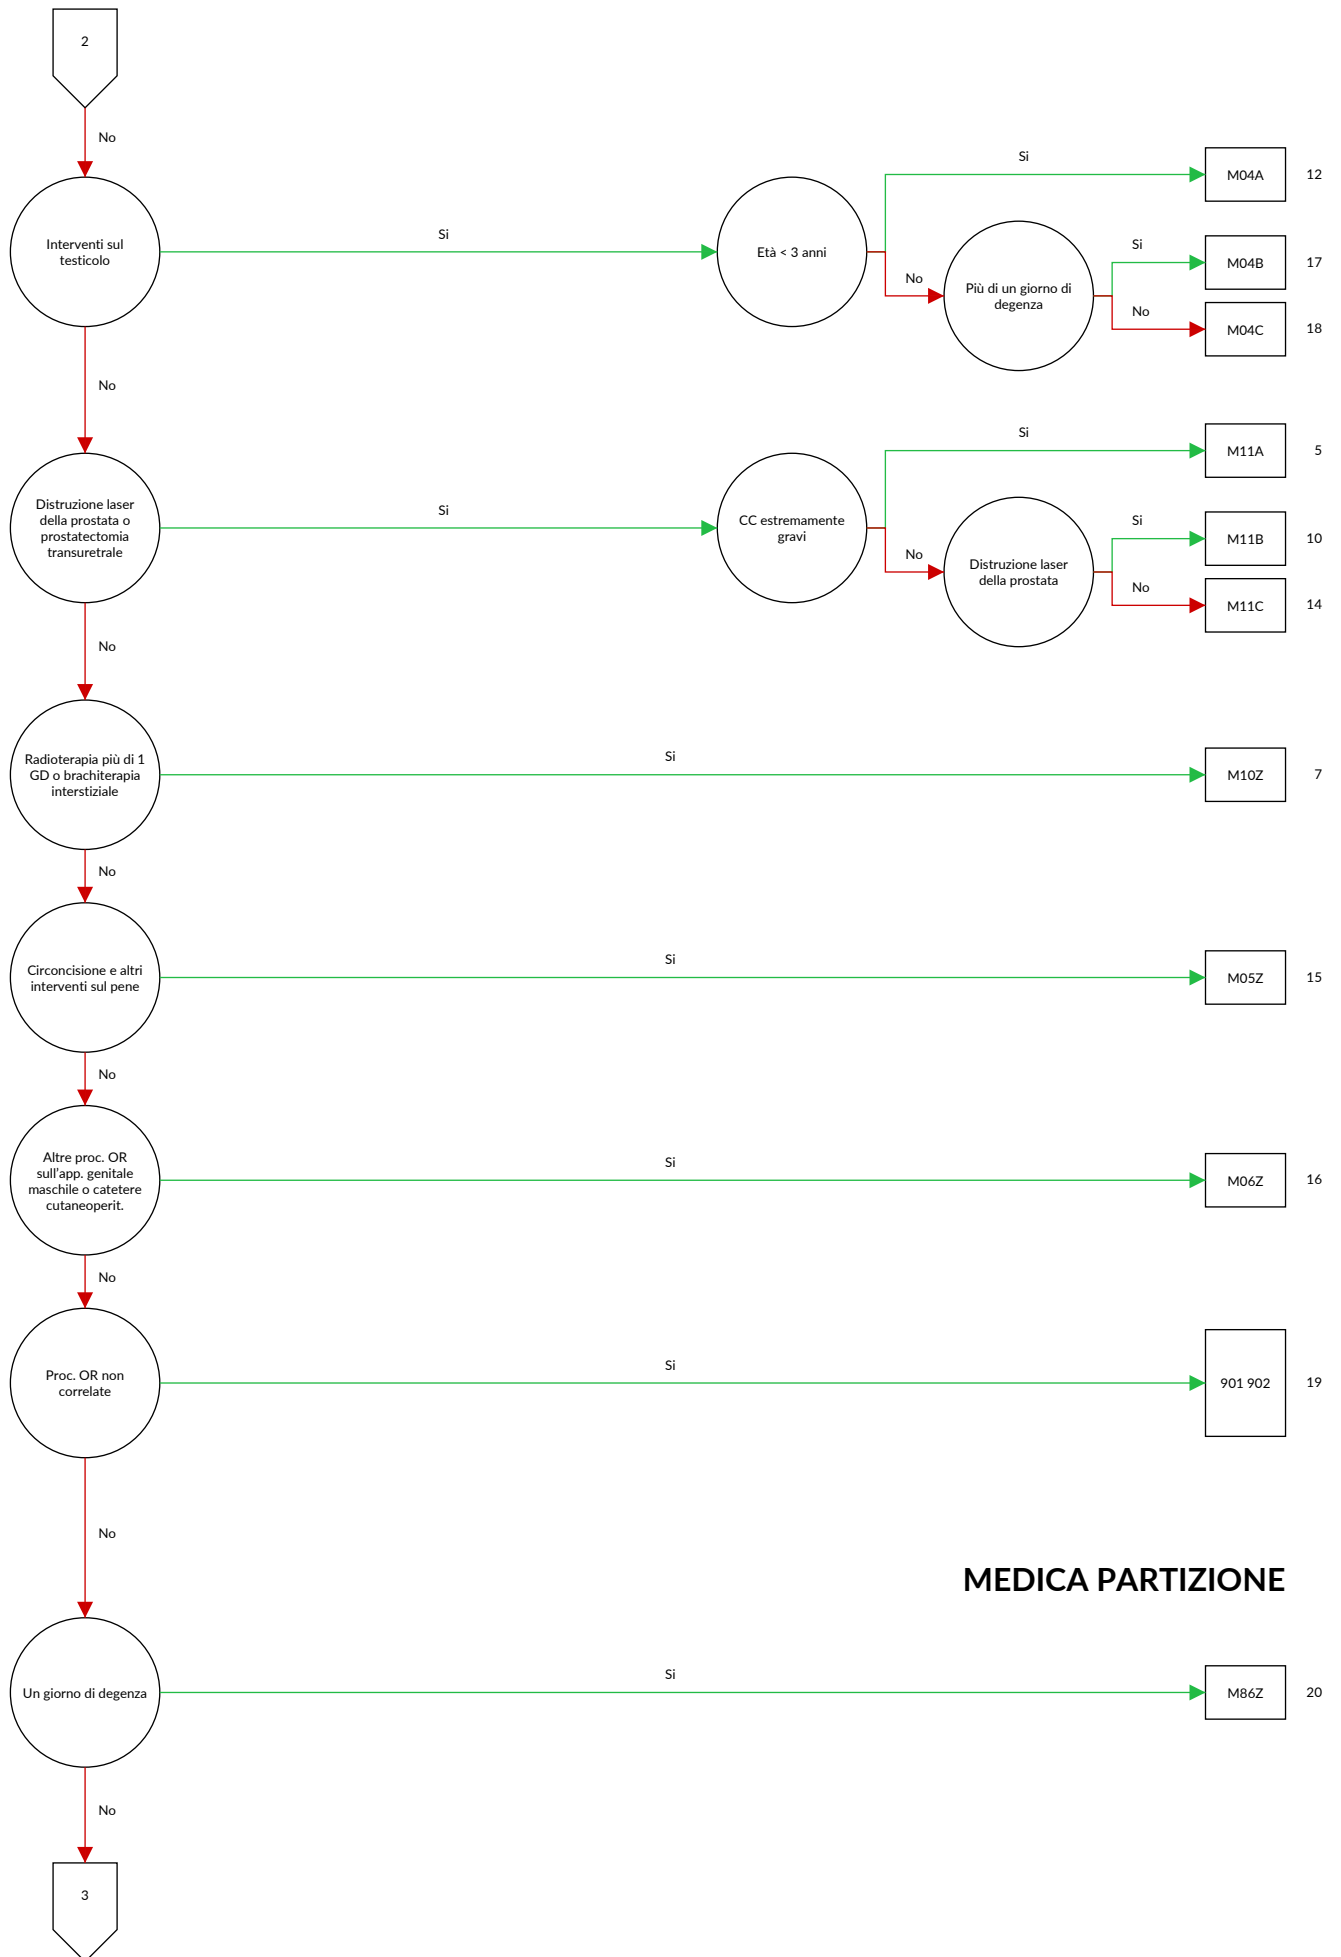 2
No
Interventi sul
testicolo
Si
Età < 3 anni
Si
M04A
12
No
Più di un giorno di
degenza
Si
M04B
17
No
M04C
18
No
Distruzione laser
della prostata o
prostatectomia
transuretrale
Si
CC estremamente
gravi
Si
M11A
5
No
Distruzione laser
della prostata
Si
M11B
10
No
M11C
14
No
Radioterapia più di 1
GD o brachiterapia
interstiziale
Si
M10Z
7
No
Circoncisione e altri
interventi sul pene
Si
M05Z
15
No
Altre proc. OR
sull'app. genitale
maschile o catetere
cutaneoperit.
Si
M06Z
16
No
Proc. OR non
correlate
Si
901 902
19
No
MEDICA PARTIZIONE
Un giorno di degenza
Si
M86Z
20
No
3